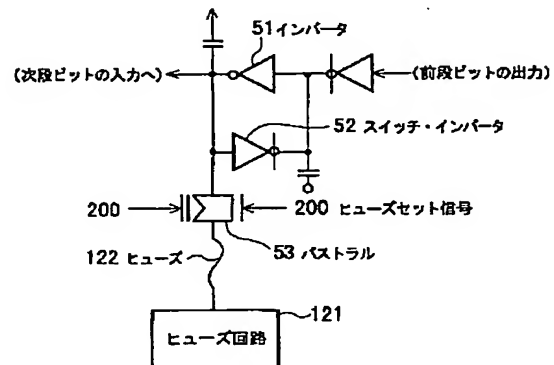 51 インバータ
(次段ビットの入力へ)
(前段ビットの出力)
52 スイッチ・インバータ
200
200 ヒューズセット信号
122 ヒューズ
53 パストラル
121
ヒューズ回路